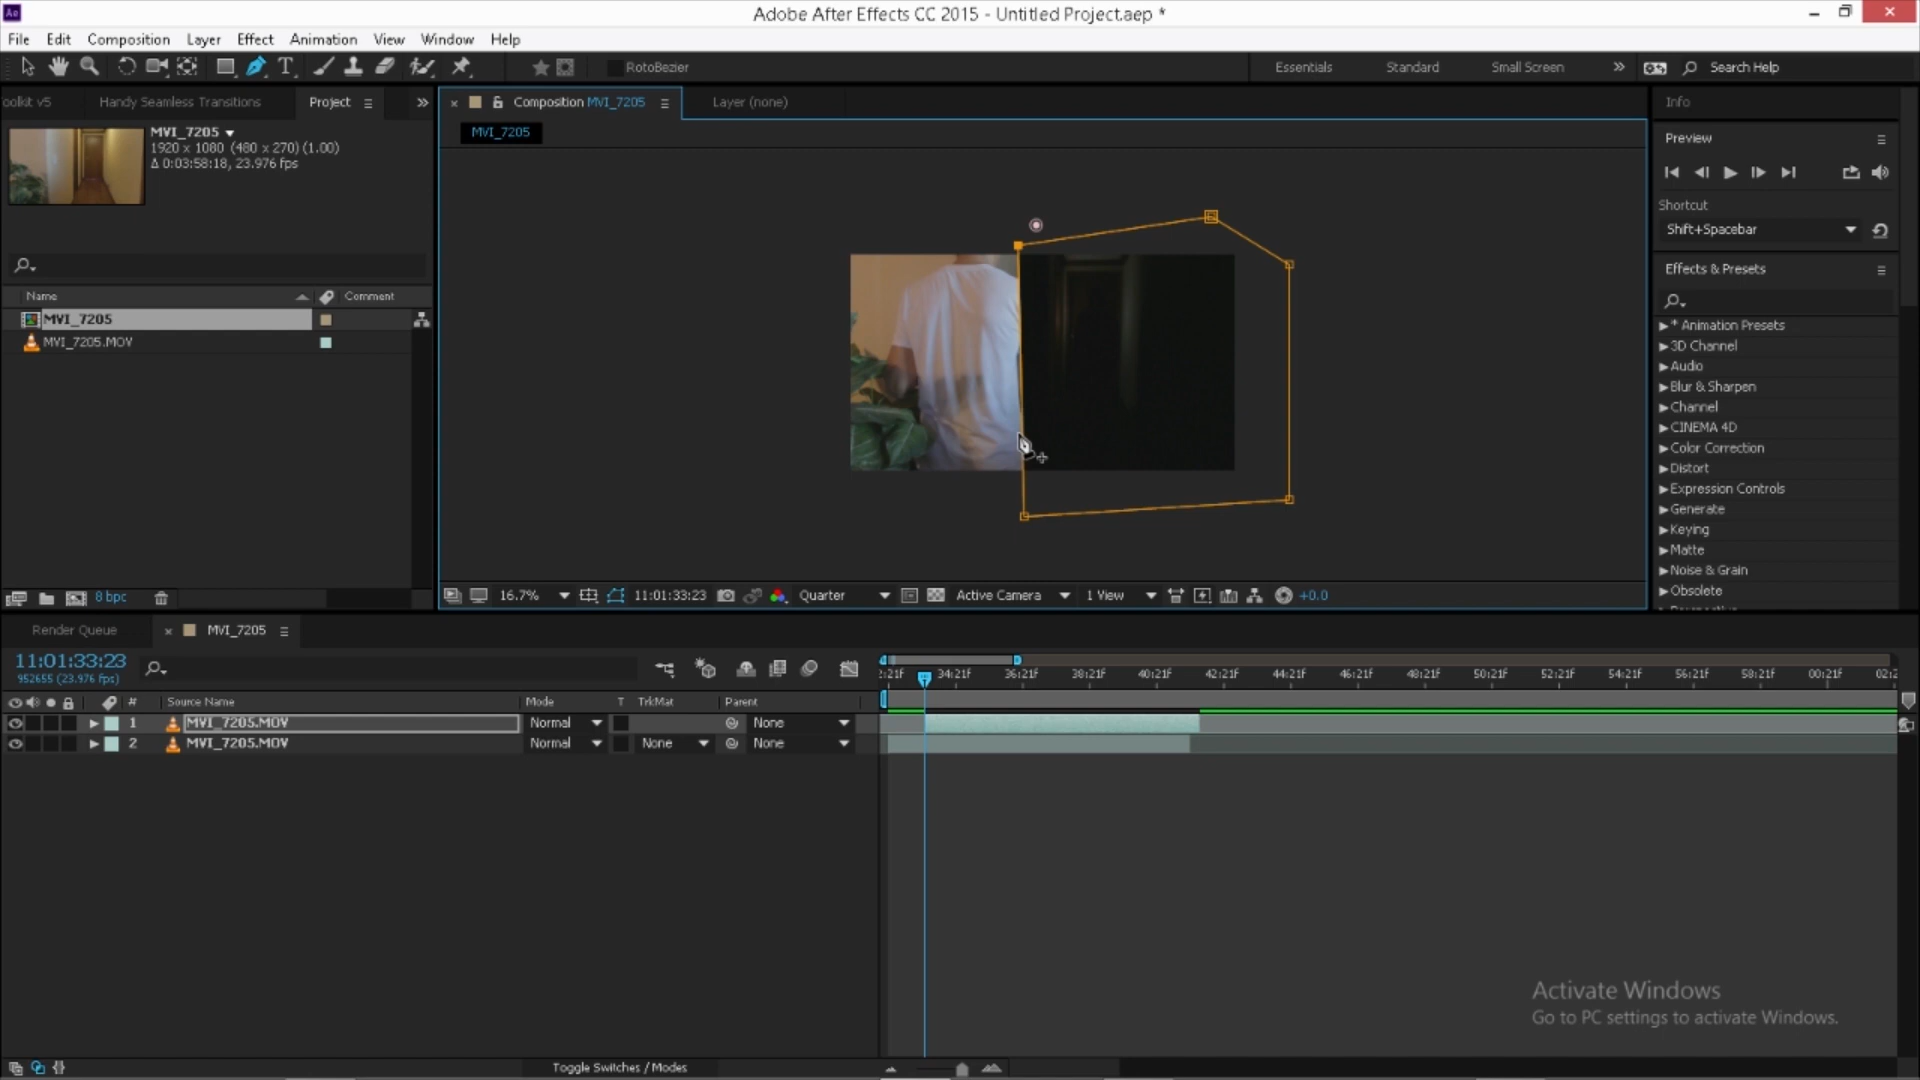 Ae
Adobe After Effects CC 2015 - Untitled Project.aep *
File Edit Composition Layer Effect Animation View Window Help
T RotoBezier Essentials Standard Small Screen Search Help
oolkit v5 Handy Seamless Transitions Project
Composition MVI_7205 Layer (none)
MVI_7205
MVI_7205
1920 x 1080 (480 x 270) (1.00)
Δ 0:03:58:18, 23.976 fps
Name Comment
MVI_7205
MVI_7205.MOV
8 bpc
16.7% 11:01:33:23 Quarter Active Camera 1 View +0.0
Info
Preview
Shortcut
Shift+Spacebar
Effects & Presets
* Animation Presets
3D Channel
Audio
Blur & Sharpen
Channel
CINEMA 4D
Color Correction
Distort
Expression Controls
Generate
Keying
Matte
Noise & Grain
Obsolete
Render Queue MVI_7205
11:01:33:23
952655 (23.976 fps)
:21f 34:21f 36:21f 38:21f 40:21f 42:21f 44:21f 46:21f 48:21f 50:21f 52:21f 54:21f 56:21f 58:21f 00:21f 02:2
# Source Name Mode T TrkMat Parent
1 MVI_7205.MOV Normal None
2 MVI_7205.MOV Normal None None
Activate Windows
Go to PC settings to activate Windows.
Toggle Switches / Modes